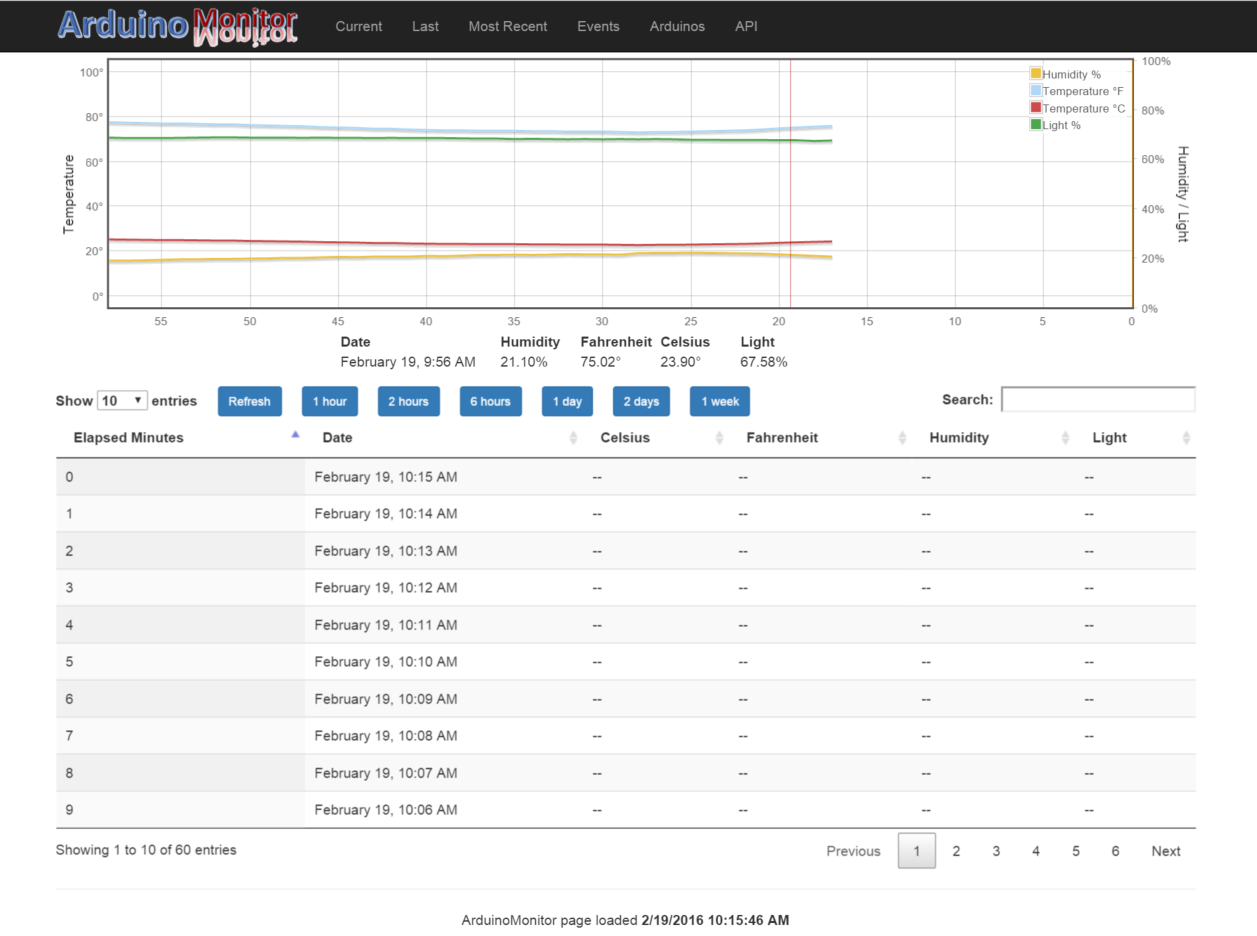 Arduino Monitor Current Last Most Recent Events Arduinos API
100° 100%
Humidity %
Temperature °F
Temperature °C
Light %
80° 80%
60° 60%
40° 40%
20° 20%
0° 0%
Temperature
Humidity / Light
55 50 45 40 35 30 25 20 15 10 5 0
Date Humidity Fahrenheit Celsius Light
February 19, 9:56 AM 21.10% 75.02° 23.90° 67.58%
Show 10 entries Refresh 1 hour 2 hours 6 hours 1 day 2 days 1 week Search:
Elapsed Minutes Date Celsius Fahrenheit Humidity Light
0 February 19, 10:15 AM -- -- -- --
1 February 19, 10:14 AM -- -- -- --
2 February 19, 10:13 AM -- -- -- --
3 February 19, 10:12 AM -- -- -- --
4 February 19, 10:11 AM -- -- -- --
5 February 19, 10:10 AM -- -- -- --
6 February 19, 10:09 AM -- -- -- --
7 February 19, 10:08 AM -- -- -- --
8 February 19, 10:07 AM -- -- -- --
9 February 19, 10:06 AM -- -- -- --
Showing 1 to 10 of 60 entries Previous 1 2 3 4 5 6 Next
ArduinoMonitor page loaded 2/19/2016 10:15:46 AM